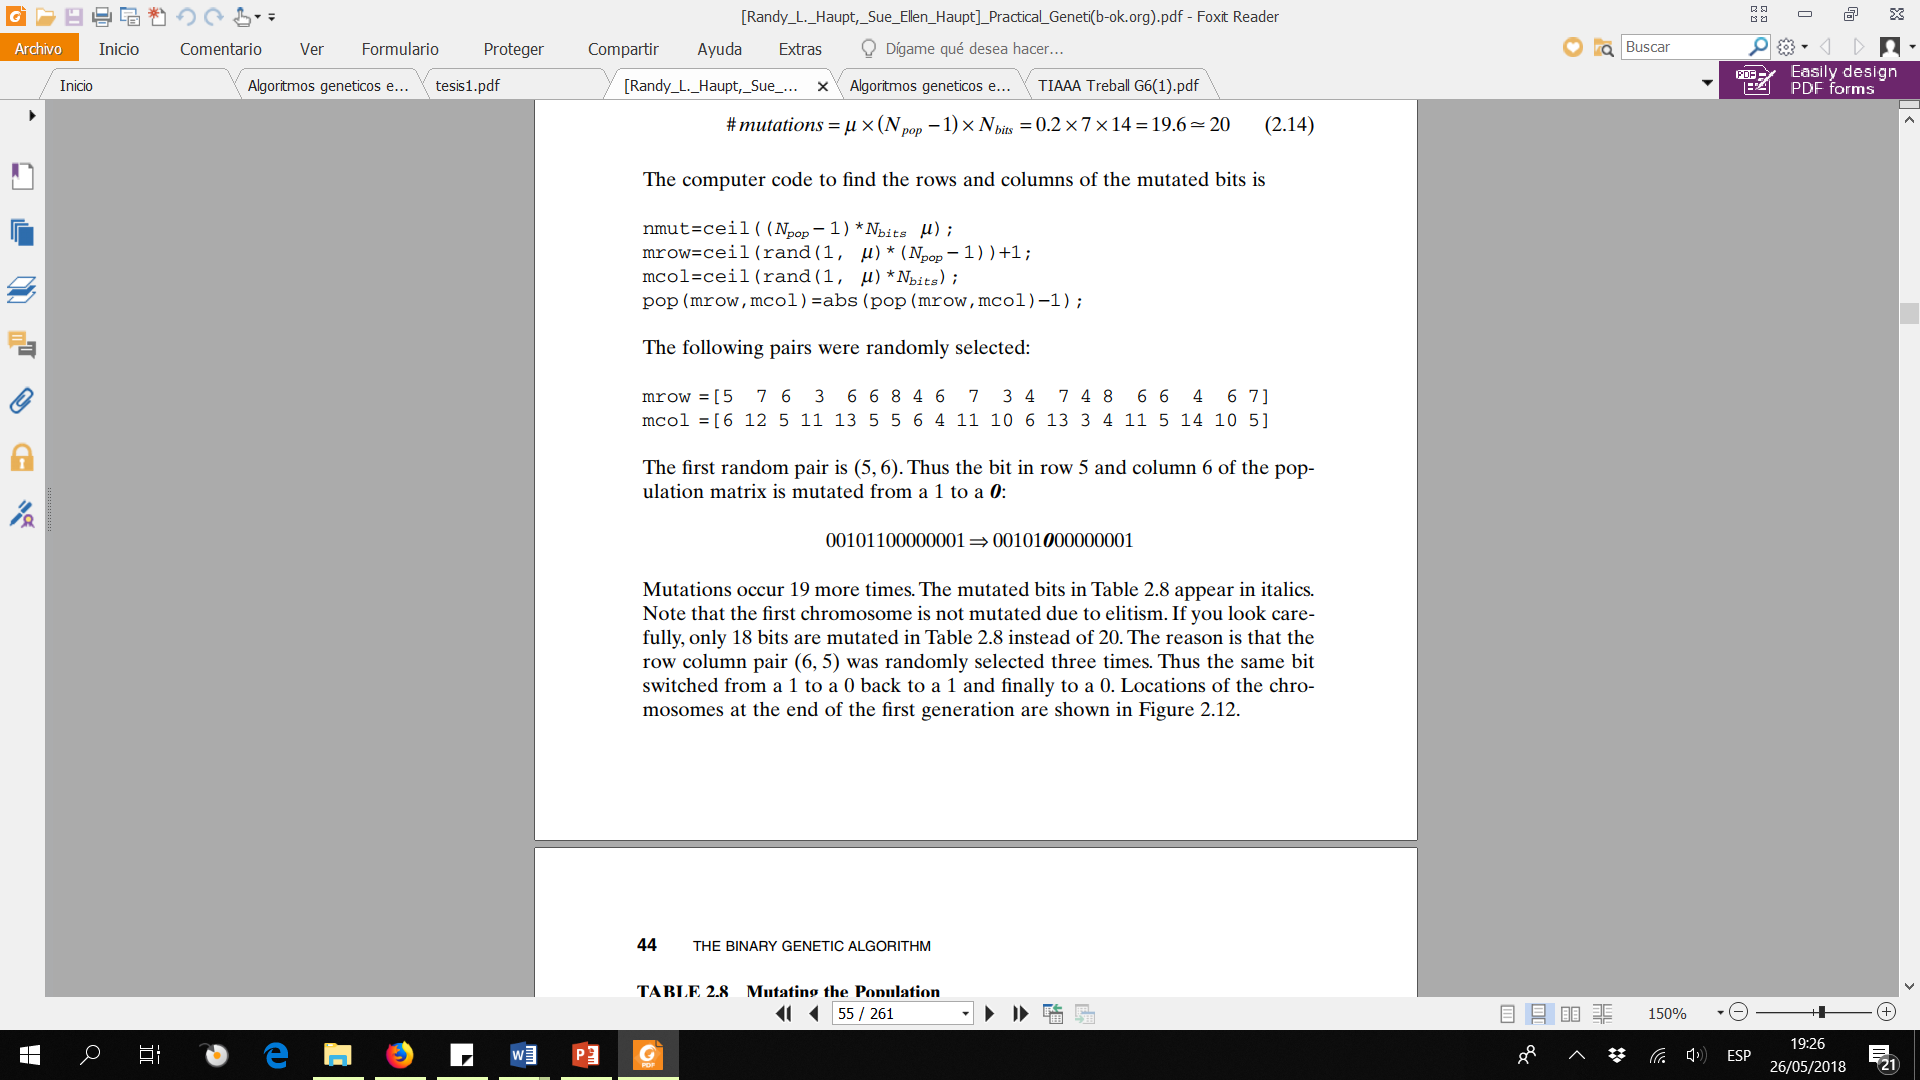 [Randy_L._Haupt,_Sue_Ellen_Haupt]_Practical_Geneti(b-ok.org).pdf - Foxit Reader
Archivo Inicio Comentario Ver Formulario Proteger Compartir Ayuda Extras Dígame qué desea hacer... Buscar
Inicio Algoritmos geneticos e... tesis1.pdf [Randy_L._Haupt,_Sue_... Algoritmos geneticos e... TIAAA Treball G6(1).pdf
PDF Easily design
PDF forms
# mutations = μ × (N pop − 1) × N bits = 0.2 × 7 × 14 = 19.6 ≃ 20 (2.14)
The computer code to find the rows and columns of the mutated bits is
nmut=ceil((Npop − 1)*Nbits μ);
mrow=ceil(rand(1, μ)*(Npop − 1))+1;
mcol=ceil(rand(1, μ)*Nbits);
pop(mrow,mcol)=abs(pop(mrow,mcol)−1);
The following pairs were randomly selected:
mrow =[5 7 6 3 6 6 8 4 6 7 3 4 7 4 8 6 6 4 6 7]
mcol =[6 12 5 11 13 5 5 6 4 11 10 6 13 3 4 11 5 14 10 5]
The first random pair is (5, 6). Thus the bit in row 5 and column 6 of the pop-
ulation matrix is mutated from a 1 to a 0:
00101100000001 ⇒ 00101000000001
Mutations occur 19 more times. The mutated bits in Table 2.8 appear in italics.
Note that the first chromosome is not mutated due to elitism. If you look care-
fully, only 18 bits are mutated in Table 2.8 instead of 20. The reason is that the
row column pair (6, 5) was randomly selected three times. Thus the same bit
switched from a 1 to a 0 back to a 1 and finally to a 0. Locations of the chro-
mosomes at the end of the first generation are shown in Figure 2.12.
44 THE BINARY GENETIC ALGORITHM
TABLE 2.8 Mutating the Population
55 / 261 150%
ESP
19:26
26/05/2018
21